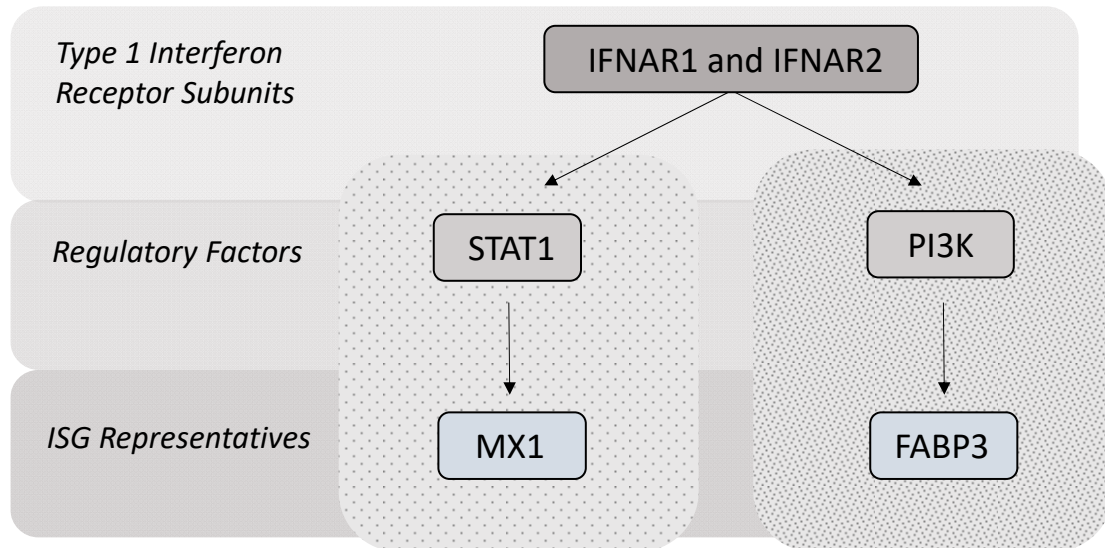 Type 1 Interferon
Receptor Subunits
IFNAR1 and IFNAR2
Regulatory Factors
STAT1
PI3K
ISG Representatives
MX1
FABP3